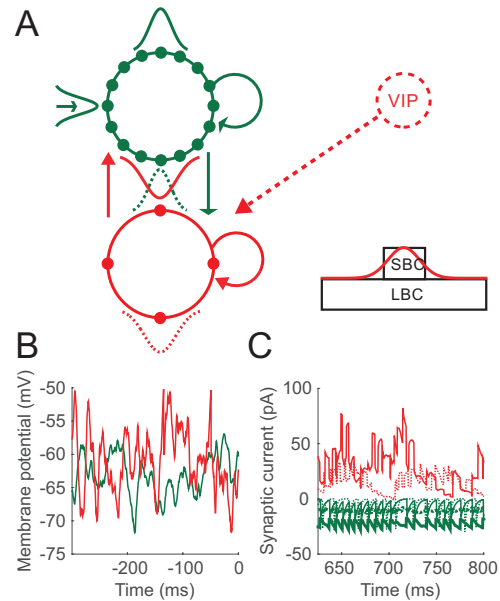 A
VIP
SBC
LBC
B
Membrane potential (mV)
-50
-55
-60
-65
-70
-75
-200
-100
0
Time (ms)
C
Synaptic current (pA)
100
50
0
-50
650
700
750
800
Time (ms)